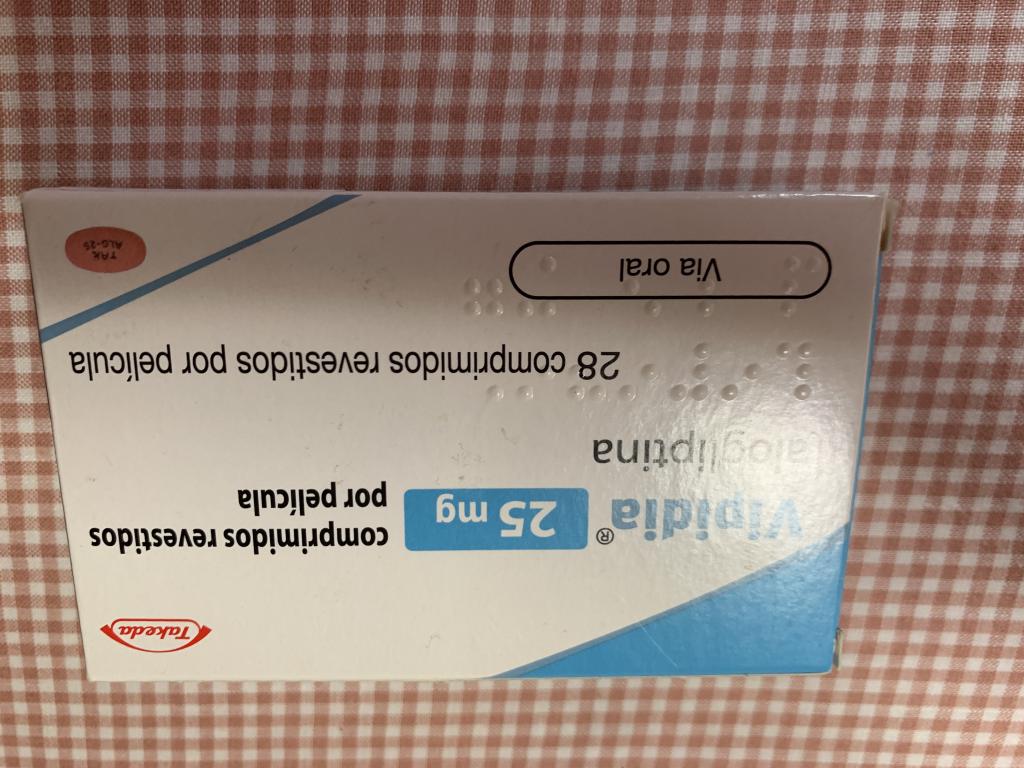 Takeda
Vipidia® 25 mg comprimidos revestidos
por película
alogliptina
28 comprimidos revestidos por película
Via oral
TAK
ALG-25